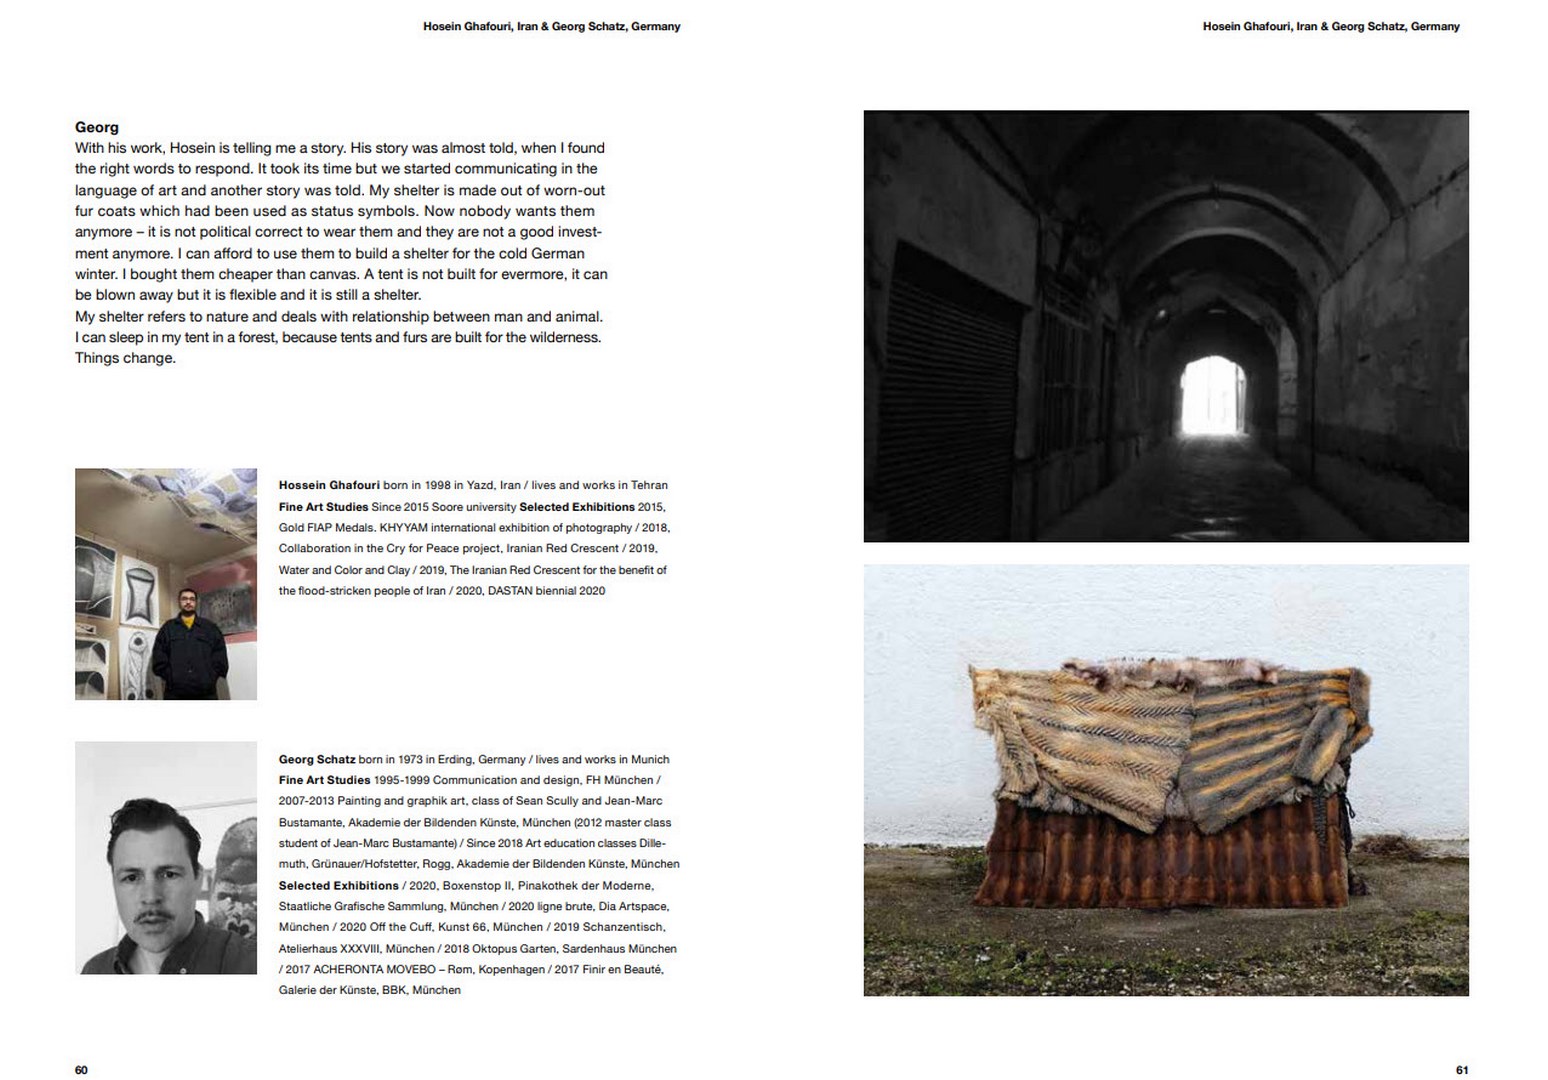 Hosein Ghafouri, Iran & Georg Schatz, Germany
Georg
With his work, Hosein is telling me a story. His story was almost told, when I found
the right words to respond. It took its time but we started communicating in the
language of art and another story was told. My shelter is made out of worn-out
fur coats which had been used as status symbols. Now nobody wants them
anymore – it is not political correct to wear them and they are not a good invest-
ment anymore. I can afford to use them to build a shelter for the cold German
winter. I bought them cheaper than canvas. A tent is not built for evermore, it can
be blown away but it is flexible and it is still a shelter.
My shelter refers to nature and deals with relationship between man and animal.
I can sleep in my tent in a forest, because tents and furs are built for the wilderness.
Things change.
Hossein Ghafouri born in 1998 in Yazd, Iran / lives and works in Tehran
Fine Art Studies Since 2015 Soore university Selected Exhibitions 2015,
Gold FIAP Medals. KHYYAM international exhibition of photography / 2018,
Collaboration in the Cry for Peace project, Iranian Red Crescent / 2019,
Water and Color and Clay / 2019, The Iranian Red Crescent for the benefit of
the flood-stricken people of Iran / 2020, DASTAN biennial 2020
Georg Schatz born in 1973 in Erding, Germany / lives and works in Munich
Fine Art Studies 1995-1999 Communication and design, FH München /
2007-2013 Painting and graphik art, class of Sean Scully and Jean-Marc
Bustamante, Akademie der Bildenden Künste, München (2012 master class
student of Jean-Marc Bustamante) / Since 2018 Art education classes Dille-
muth, Grünauer/Hofstetter, Rogg, Akademie der Bildenden Künste, München
Selected Exhibitions / 2020, Boxenstop II, Pinakothek der Moderne,
Staatliche Grafische Sammlung, München / 2020 ligne brute, Dia Artspace,
München / 2020 Off the Cuff, Kunst 66, München / 2019 Schanzentisch,
Atelierhaus XXXVIII, München / 2018 Oktopus Garten, Sardenhaus München
/ 2017 ACHERONTA MOVEBO – Røm, Kopenhagen / 2017 Finir en Beauté,
Galerie der Künste, BBK, München
60
Hosein Ghafouri, Iran & Georg Schatz, Germany
61